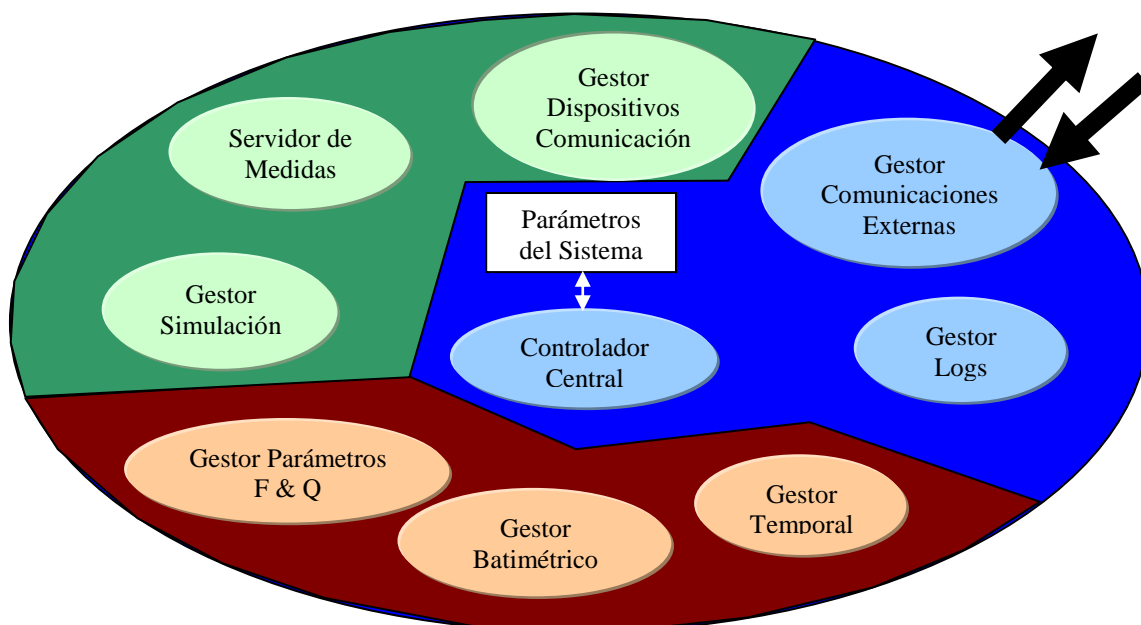 Gestor
Dispositivos
Comunicación
Servidor de
Medidas
Gestor
Comunicaciones
Externas
Parámetros
del Sistema
Gestor
Simulación
Controlador
Central
Gestor
Logs
Gestor Parámetros
F & Q
Gestor
Batimétrico
Gestor
Temporal